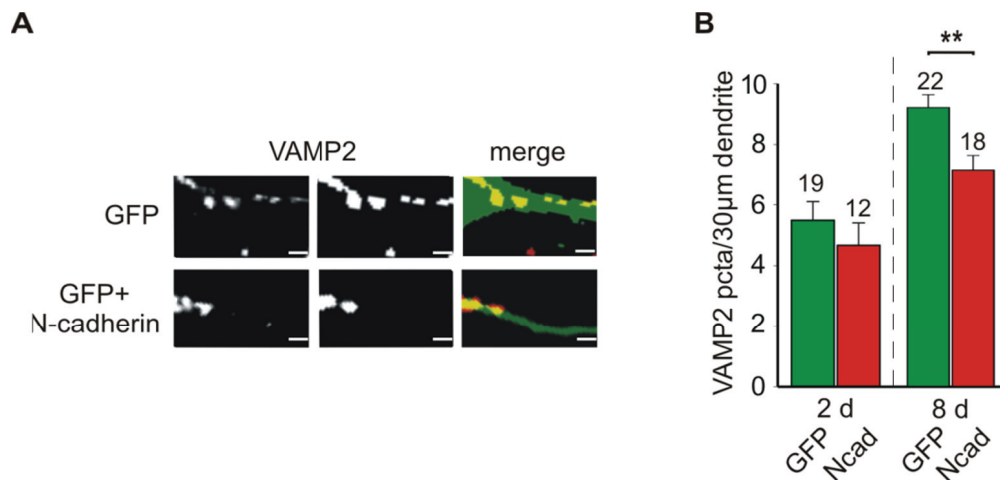 A
VAMP2 merge
GFP
GFP+
N-cadherin
B
**
VAMP2 pcta/30µm dendrite
10
8
6
4
2
0
19
12
22
18
2 d
8 d
GFP
Ncad
GFP
Ncad